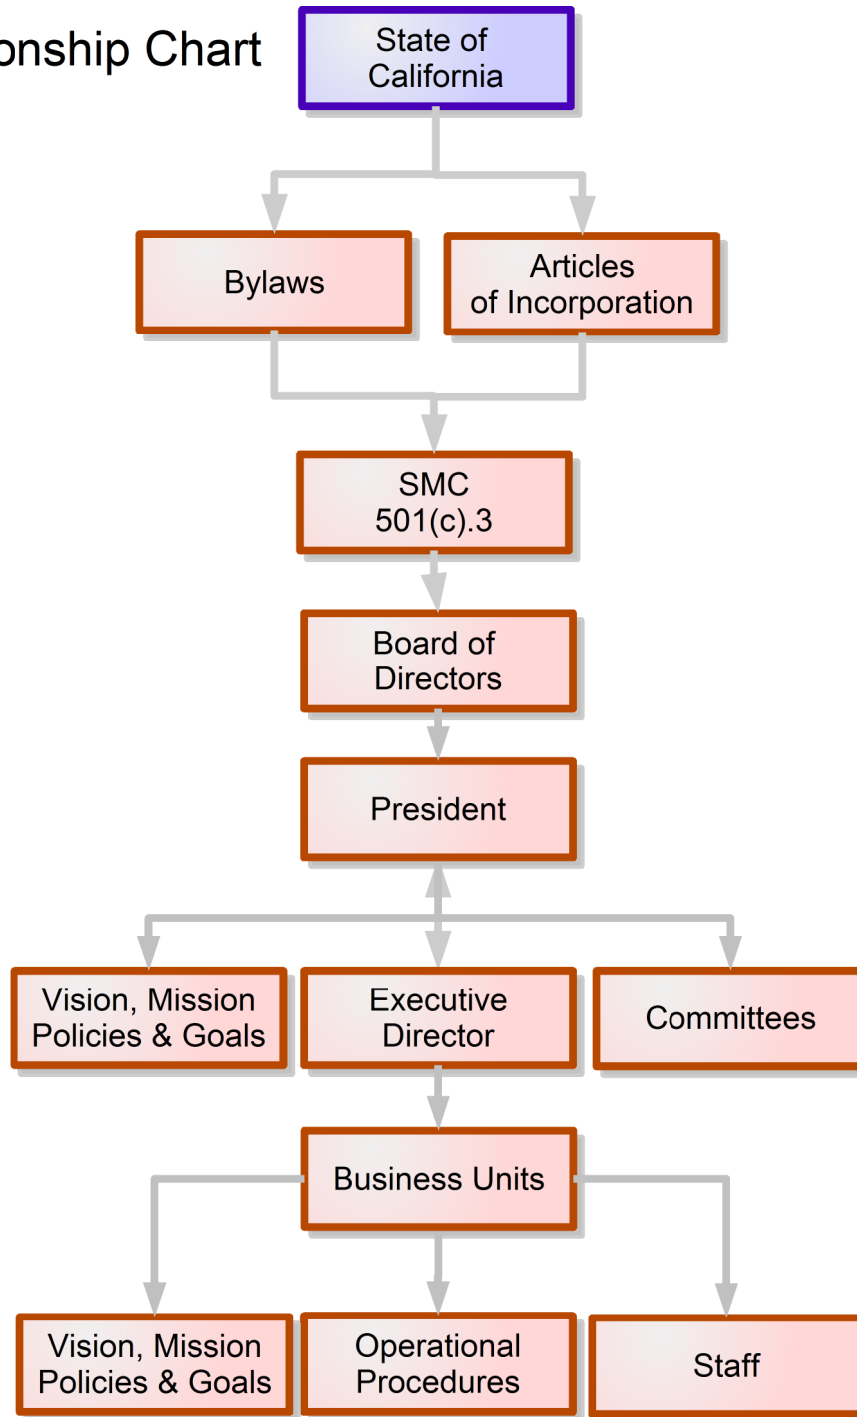 onship Chart
State of
California
Bylaws
Articles
of Incorporation
SMC
501(c).3
Board of
Directors
President
Vision, Mission
Policies & Goals
Executive
Director
Committees
Business Units
Vision, Mission
Policies & Goals
Operational
Procedures
Staff